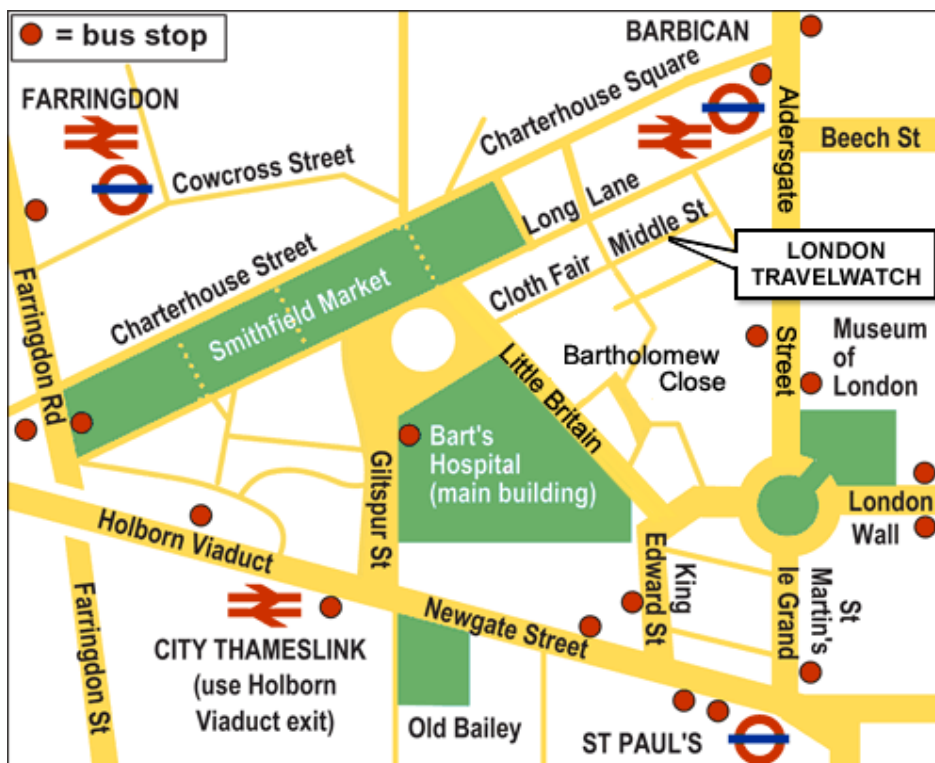 = bus stop
BARBICAN
FARRINGDON
Charterhouse Square
Aldersgate
Beech St
Cowcross Street
Long Lane
Middle St
LONDON
TRAVELWATCH
Charterhouse Street
Cloth Fair
Smithfield Market
Farringdon Rd
Street
Museum
of
London
Bartholomew
Close
Little Britain
Bart's
Hospital
(main building)
Giltspur St
London
Wall
Holborn Viaduct
King
Edward St
St
Martin's
le Grand
Farringdon St
Newgate Street
CITY THAMESLINK
(use Holborn
Viaduct exit)
Old Bailey
ST PAUL'S